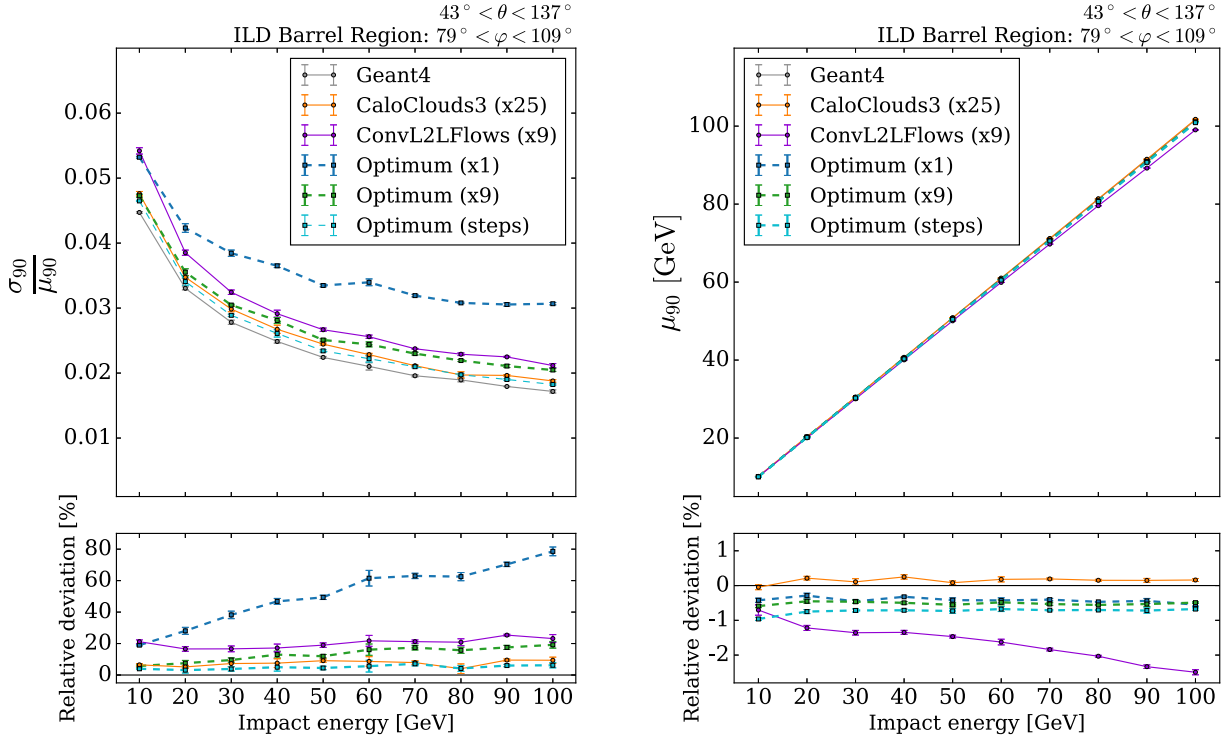 43° < θ < 137°
ILD Barrel Region: 79° < φ < 109°
Geant4
CaloClouds3 (x25)
ConvL2LFlows (x9)
Optimum (x1)
Optimum (x9)
Optimum (steps)
0.06
0.05
0.04
0.03
0.02
0.01
σ90
μ90
80
60
40
20
0
Relative deviation [%]
10 20 30 40 50 60 70 80 90 100
Impact energy [GeV]
43° < θ < 137°
ILD Barrel Region: 79° < φ < 109°
Geant4
CaloClouds3 (x25)
ConvL2LFlows (x9)
Optimum (x1)
Optimum (x9)
Optimum (steps)
100
80
60
40
20
μ90 [GeV]
1
0
-1
-2
Relative deviation [%]
10 20 30 40 50 60 70 80 90 100
Impact energy [GeV]